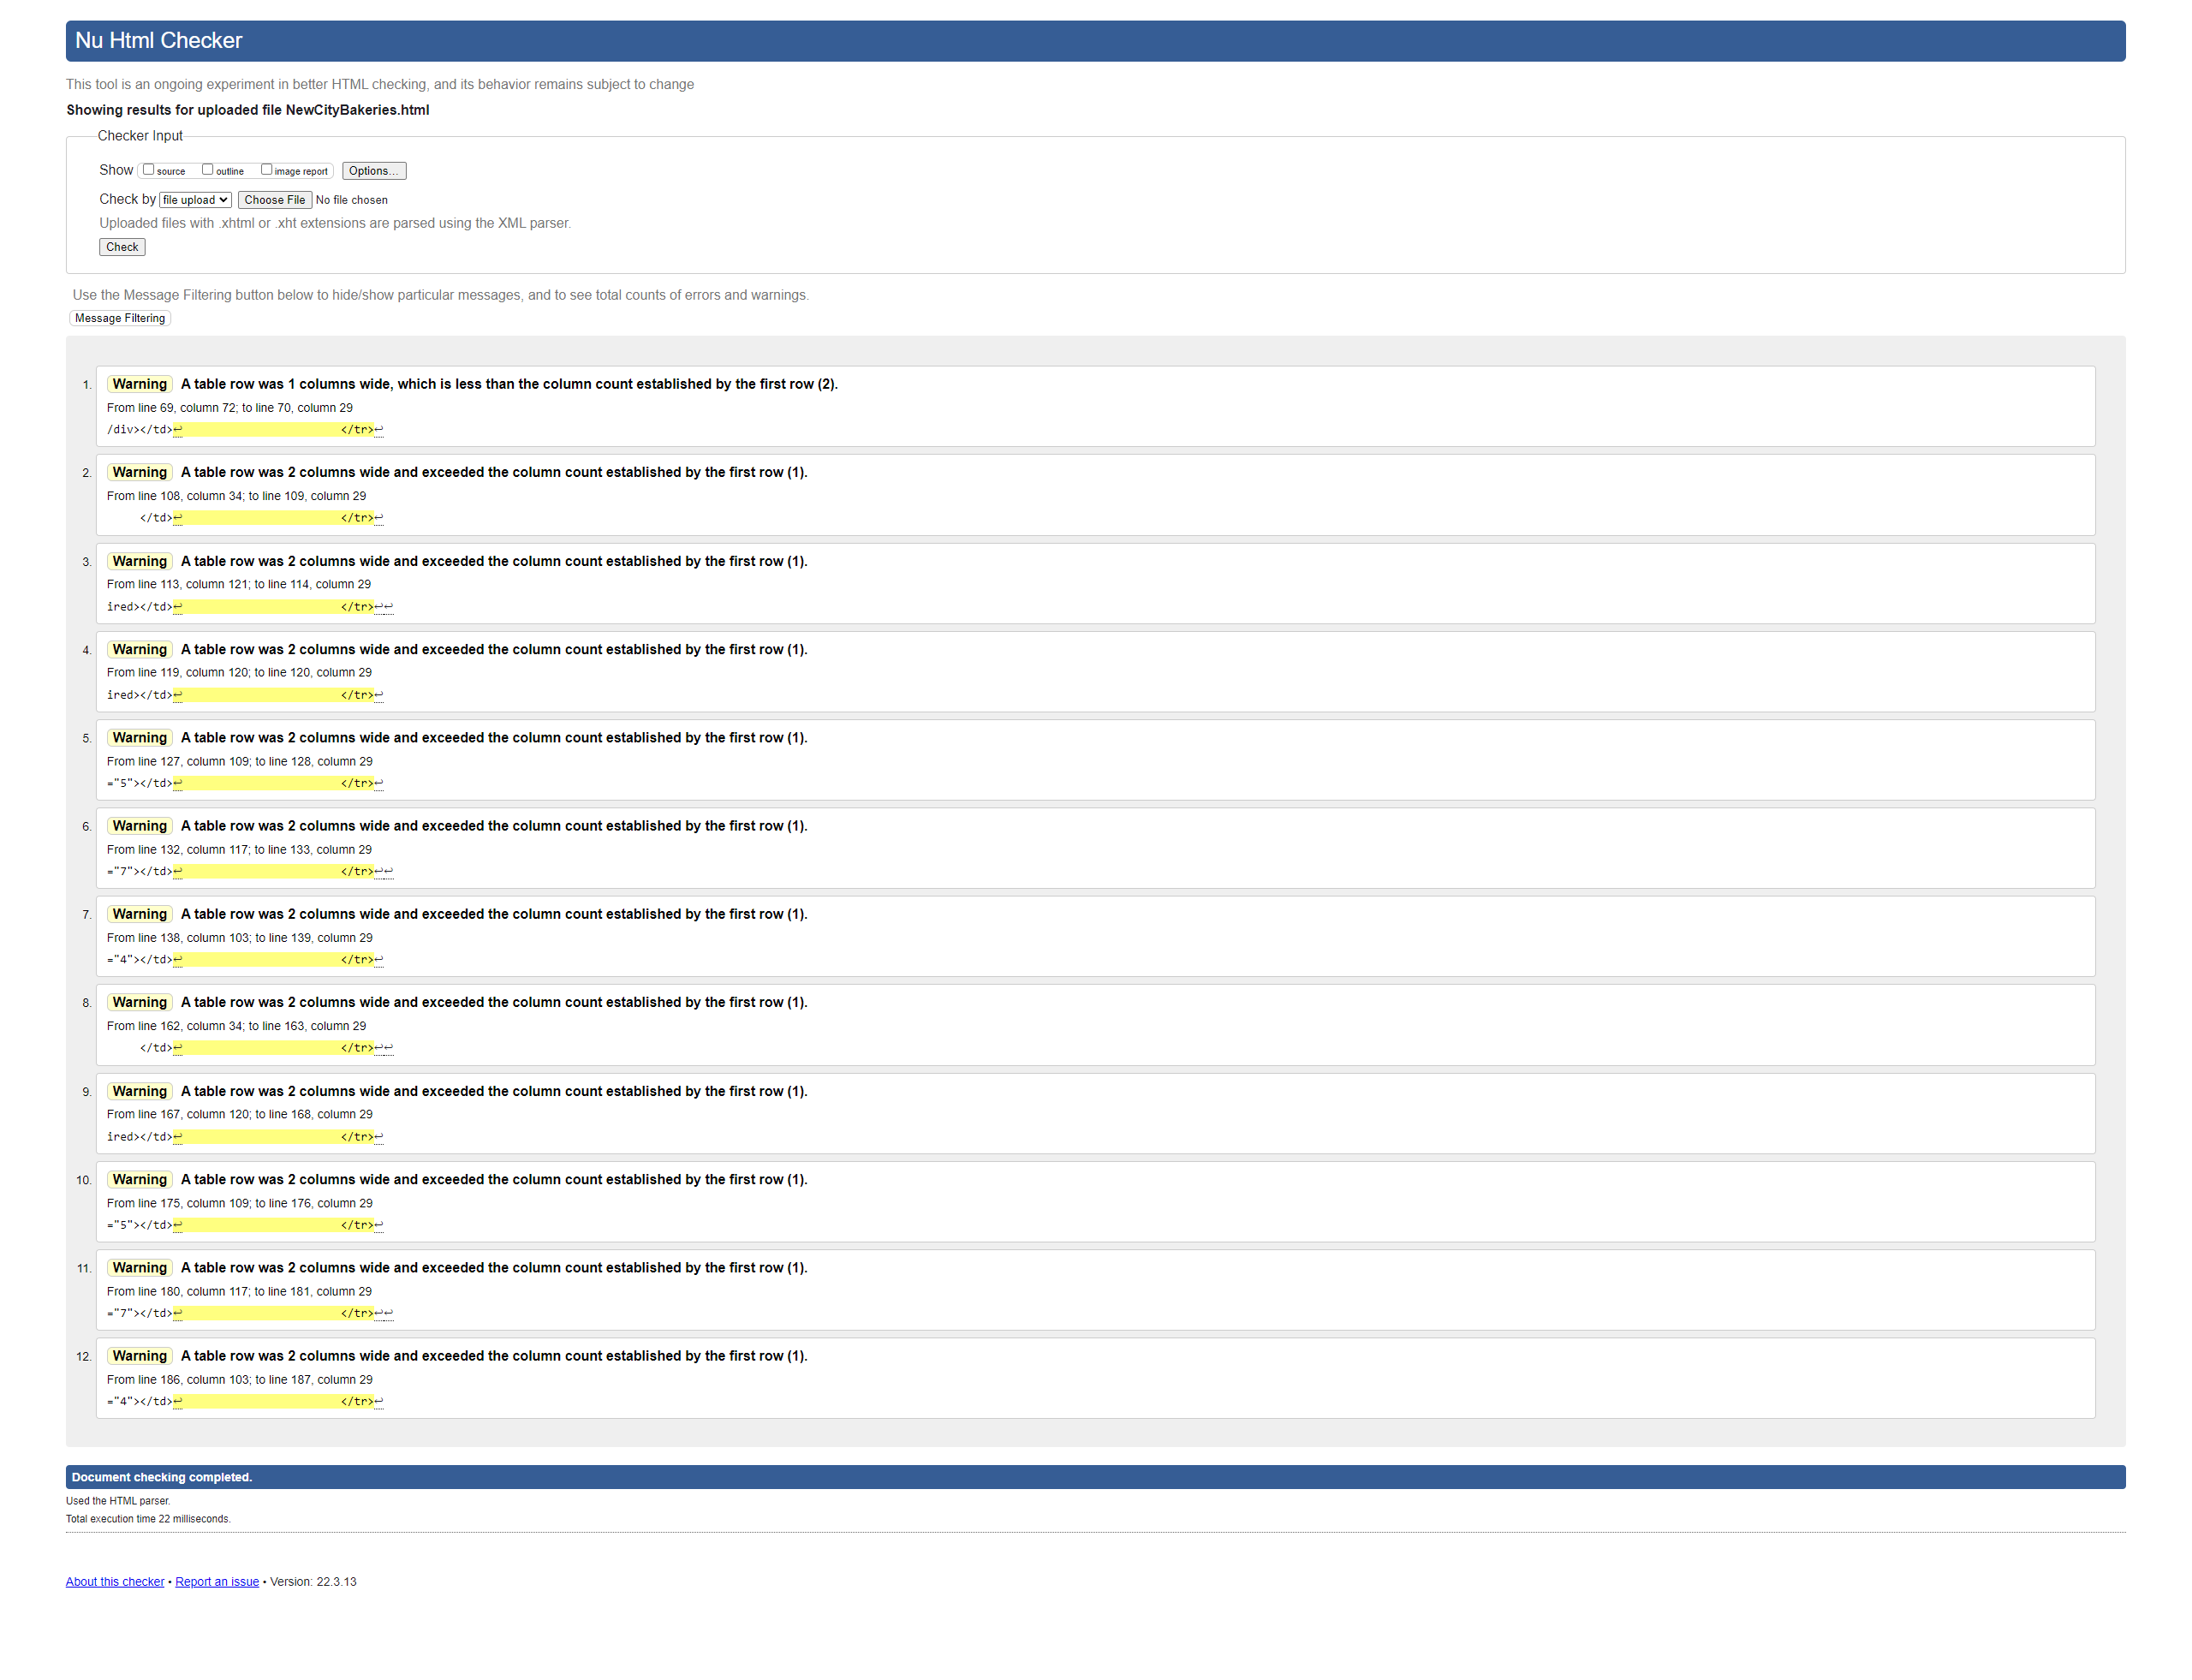 Nu Html Checker
This tool is an ongoing experiment in better HTML checking, and its behavior remains subject to change
Showing results for uploaded file NewCityBakeries.html
Checker Input
Show source outline image report Options...
Check by file upload Choose File No file chosen
Uploaded files with .xhtml or .xht extensions are parsed using the XML parser.
Check
Use the Message Filtering button below to hide/show particular messages, and to see total counts of errors and warnings.
Message Filtering
1. Warning A table row was 1 columns wide, which is less than the column count established by the first row (2).
From line 69, column 72; to line 70, column 29
/div></td>↩ </tr>↩
2. Warning A table row was 2 columns wide and exceeded the column count established by the first row (1).
From line 108, column 34; to line 109, column 29
</td>↩ </tr>↩
3. Warning A table row was 2 columns wide and exceeded the column count established by the first row (1).
From line 113, column 121; to line 114, column 29
ired></td>↩ </tr>↩↩
4. Warning A table row was 2 columns wide and exceeded the column count established by the first row (1).
From line 119, column 120; to line 120, column 29
ired></td>↩ </tr>↩
5. Warning A table row was 2 columns wide and exceeded the column count established by the first row (1).
From line 127, column 109; to line 128, column 29
="5"></td>↩ </tr>↩
6. Warning A table row was 2 columns wide and exceeded the column count established by the first row (1).
From line 132, column 117; to line 133, column 29
="7"></td>↩ </tr>↩↩
7. Warning A table row was 2 columns wide and exceeded the column count established by the first row (1).
From line 138, column 103; to line 139, column 29
="4"></td>↩ </tr>↩
8. Warning A table row was 2 columns wide and exceeded the column count established by the first row (1).
From line 162, column 34; to line 163, column 29
</td>↩ </tr>↩↩
9. Warning A table row was 2 columns wide and exceeded the column count established by the first row (1).
From line 167, column 120; to line 168, column 29
ired></td>↩ </tr>↩
10. Warning A table row was 2 columns wide and exceeded the column count established by the first row (1).
From line 175, column 109; to line 176, column 29
="5"></td>↩ </tr>↩
11. Warning A table row was 2 columns wide and exceeded the column count established by the first row (1).
From line 180, column 117; to line 181, column 29
="7"></td>↩ </tr>↩↩
12. Warning A table row was 2 columns wide and exceeded the column count established by the first row (1).
From line 186, column 103; to line 187, column 29
="4"></td>↩ </tr>↩
Document checking completed.
Used the HTML parser.
Total execution time 22 milliseconds.
About this checker • Report an issue • Version: 22.3.13